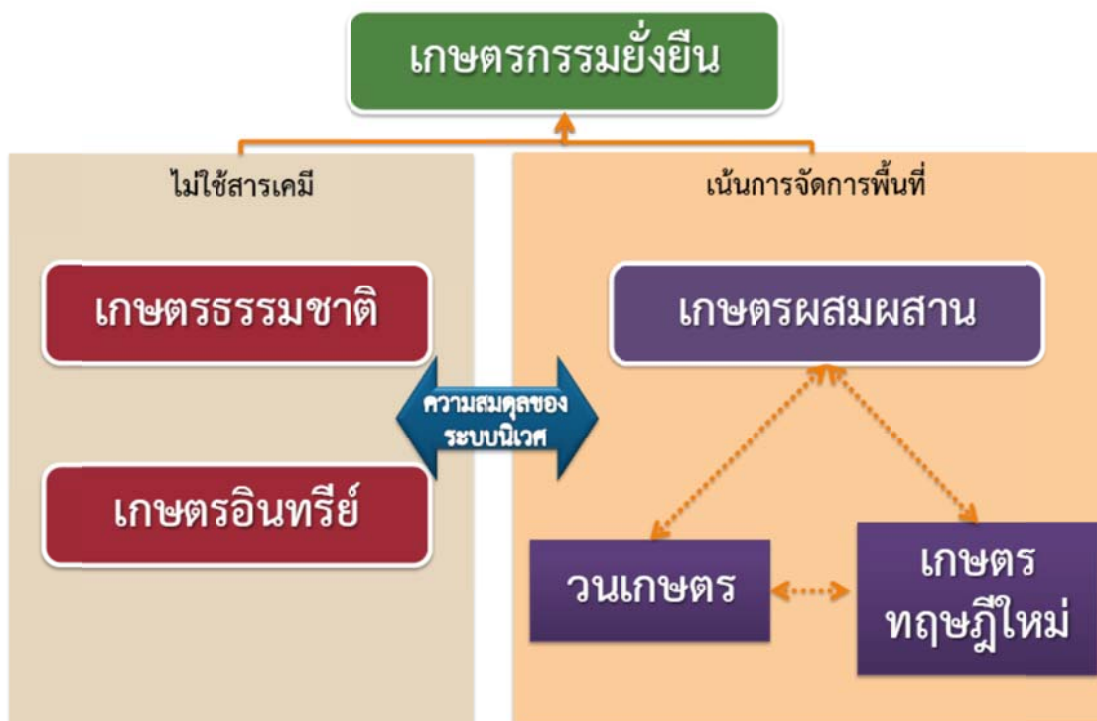 เกษตรกรรมยั่งยืน
ไม่ใช้สารเคมี
เกษตรธรรมชาติ
เกษตรอินทรีย์
ความสมดุลของ
ระบบนิเวศ
เน้นการจัดการพื้นที่
เกษตรผสมผสาน
วนเกษตร
เกษตร
ทฤษฎีใหม่